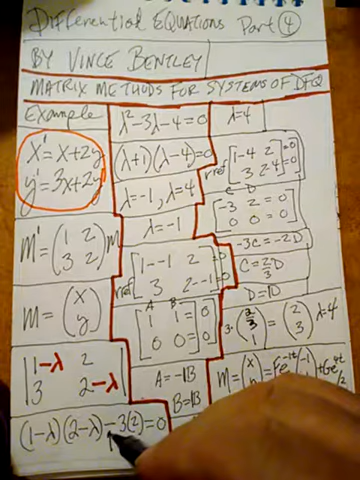 Differential Equations Part 4
BY VINCE BENTLEY
MATRIX METHODS FOR SYSTEMS OF DFQ
Example
x' = x+2y
y' = 3x+2y
m' = (1 2
3 2) m
m = (x
y)
|1-λ 2
3 2-λ|
(1-λ)(2-λ)-3(2)=0
λ²-3λ-4=0
(λ+1)(λ-4)=0
λ=-1, λ=4
λ=-1
rref [1--1 2 =0
3 2--1=0]
A B
[1 1 =0
0 0 =0]
A=-1B
B=1B
λ=4
rref [1-4 2 =0
3 2-4 =0]
C D
[-3 2 =0
0 0 =0]
-3C=-2D
C=2/3 D
D=1D
3·(2/3
1) = (2
3) λ=4